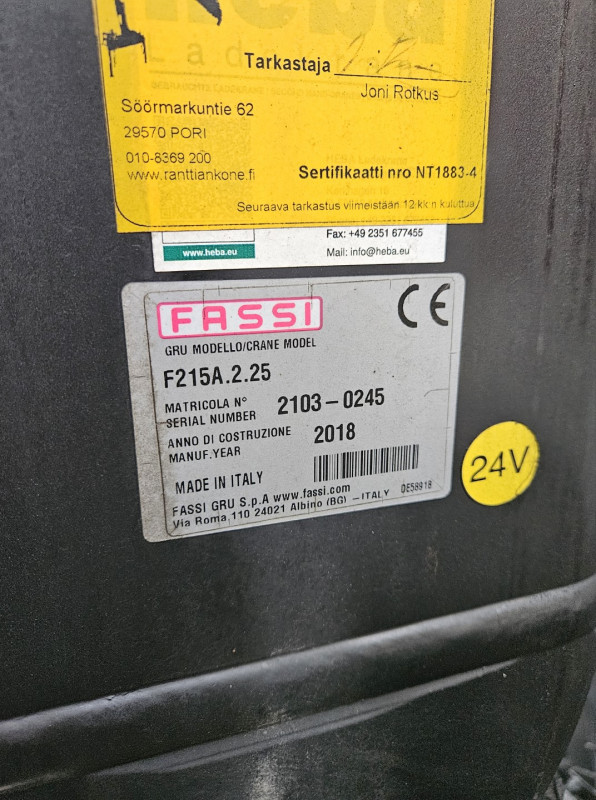 Tarkastaja
Joni Rotkus
Söörmarkuntie 62
29570 PORI
010-8369 200
www.ranttiankone.fi
Sertifikaatti nro NT1883-4
Seuraava tarkastus viimeistään 12 kk:n kuluttua
Fax: +49 2351 677455
www.heba.eu
Mail: info@heba.eu
FASSI
CE
GRU MODELLO/CRANE MODEL
F215A.2.25
MATRICOLA N°
SERIAL NUMBER 2103-0245
ANNO DI COSTRUZIONE
MANUF.YEAR 2018
MADE IN ITALY
FASSI GRU S.p.A www.fassi.com DE58918
Via Roma,110 24021 Albino (BG) -ITALY
24V